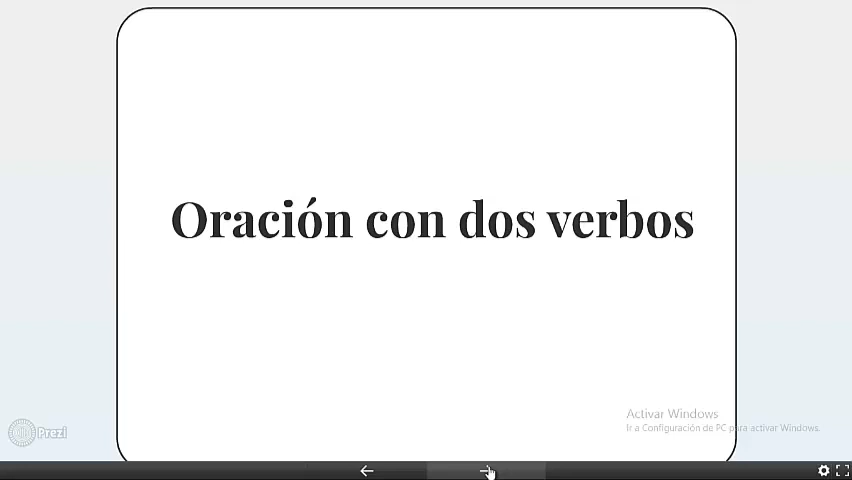 Oración con dos verbos
Activar Windows
Ir a Configuración de PC para activar Windows.
Prezi